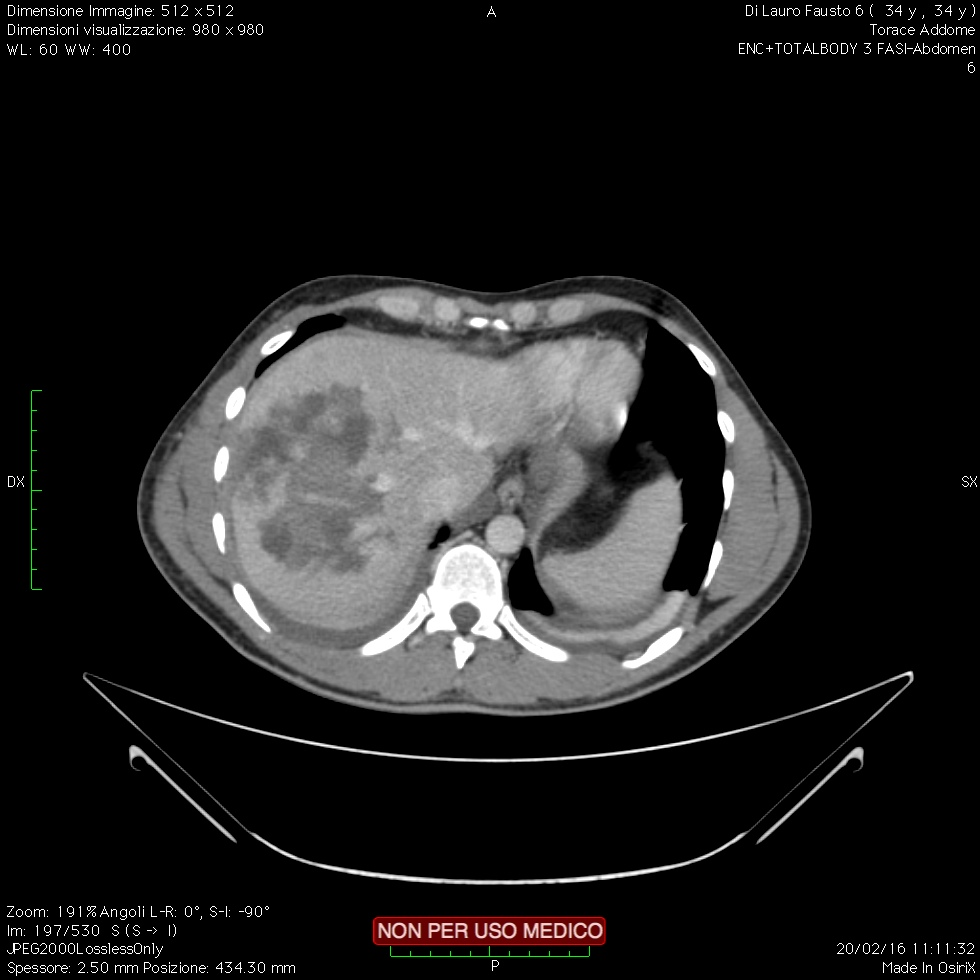 Dimensione Immagine: 512 x 512
Dimensioni visualizzazione: 980 x 980
WL: 60 WW: 400
A
Di Lauro Fausto 6 ( 34 y , 34 y )
Torace Addome
ENC+TOTALBODY 3 FASI-Abdomen
6
DX
SX
Zoom: 191% Angoli L-R: 0°, S-I: -90°
Im: 197/530 S (S -> I)
JPEG2000LosslessOnly
Spessore: 2.50 mm Posizione: 434.30 mm
NON PER USO MEDICO
P
20/02/16 11:11:32
Made In OsiriX